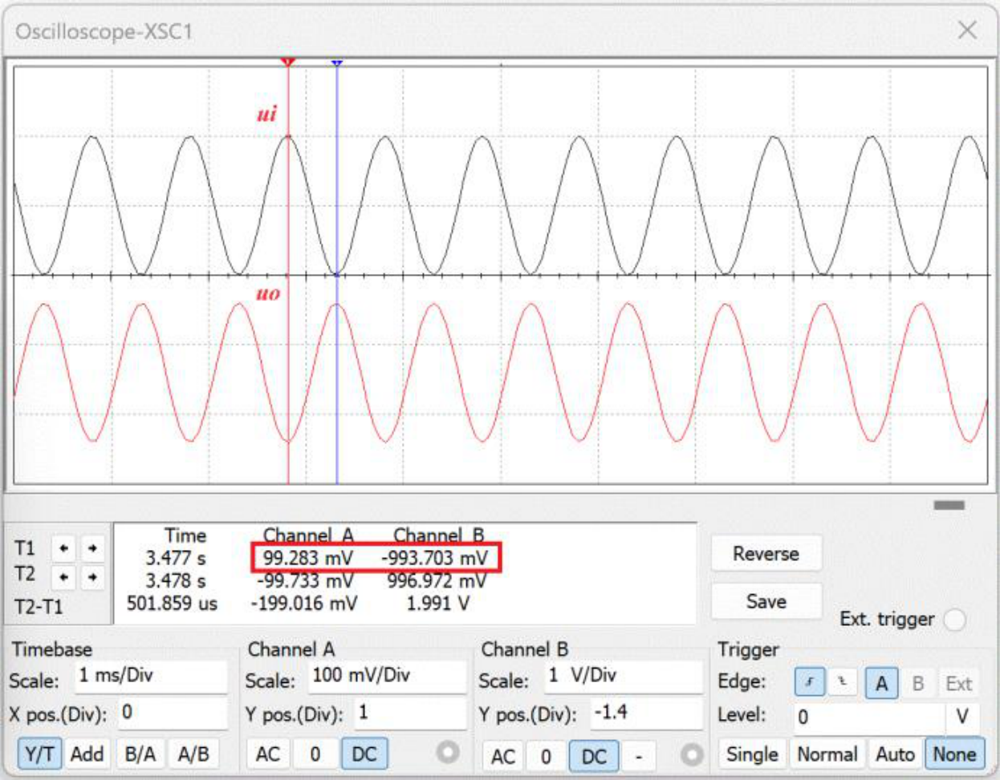 Oscilloscope-XSC1
ui
uo
Time Channel A Channel B
T1 3.477 s 99.283 mV -993.703 mV
T2 3.478 s -99.733 mV 996.972 mV
T2-T1 501.859 us -199.016 mV 1.991 V
Reverse
Save
Ext. trigger
Timebase
Scale: 1 ms/Div
X pos.(Div): 0
Y/T Add B/A A/B
Channel A
Scale: 100 mV/Div
Y pos.(Div): 1
AC 0 DC
Channel B
Scale: 1 V/Div
Y pos.(Div): -1.4
AC 0 DC -
Trigger
Edge: A B Ext
Level: 0 V
Single Normal Auto None